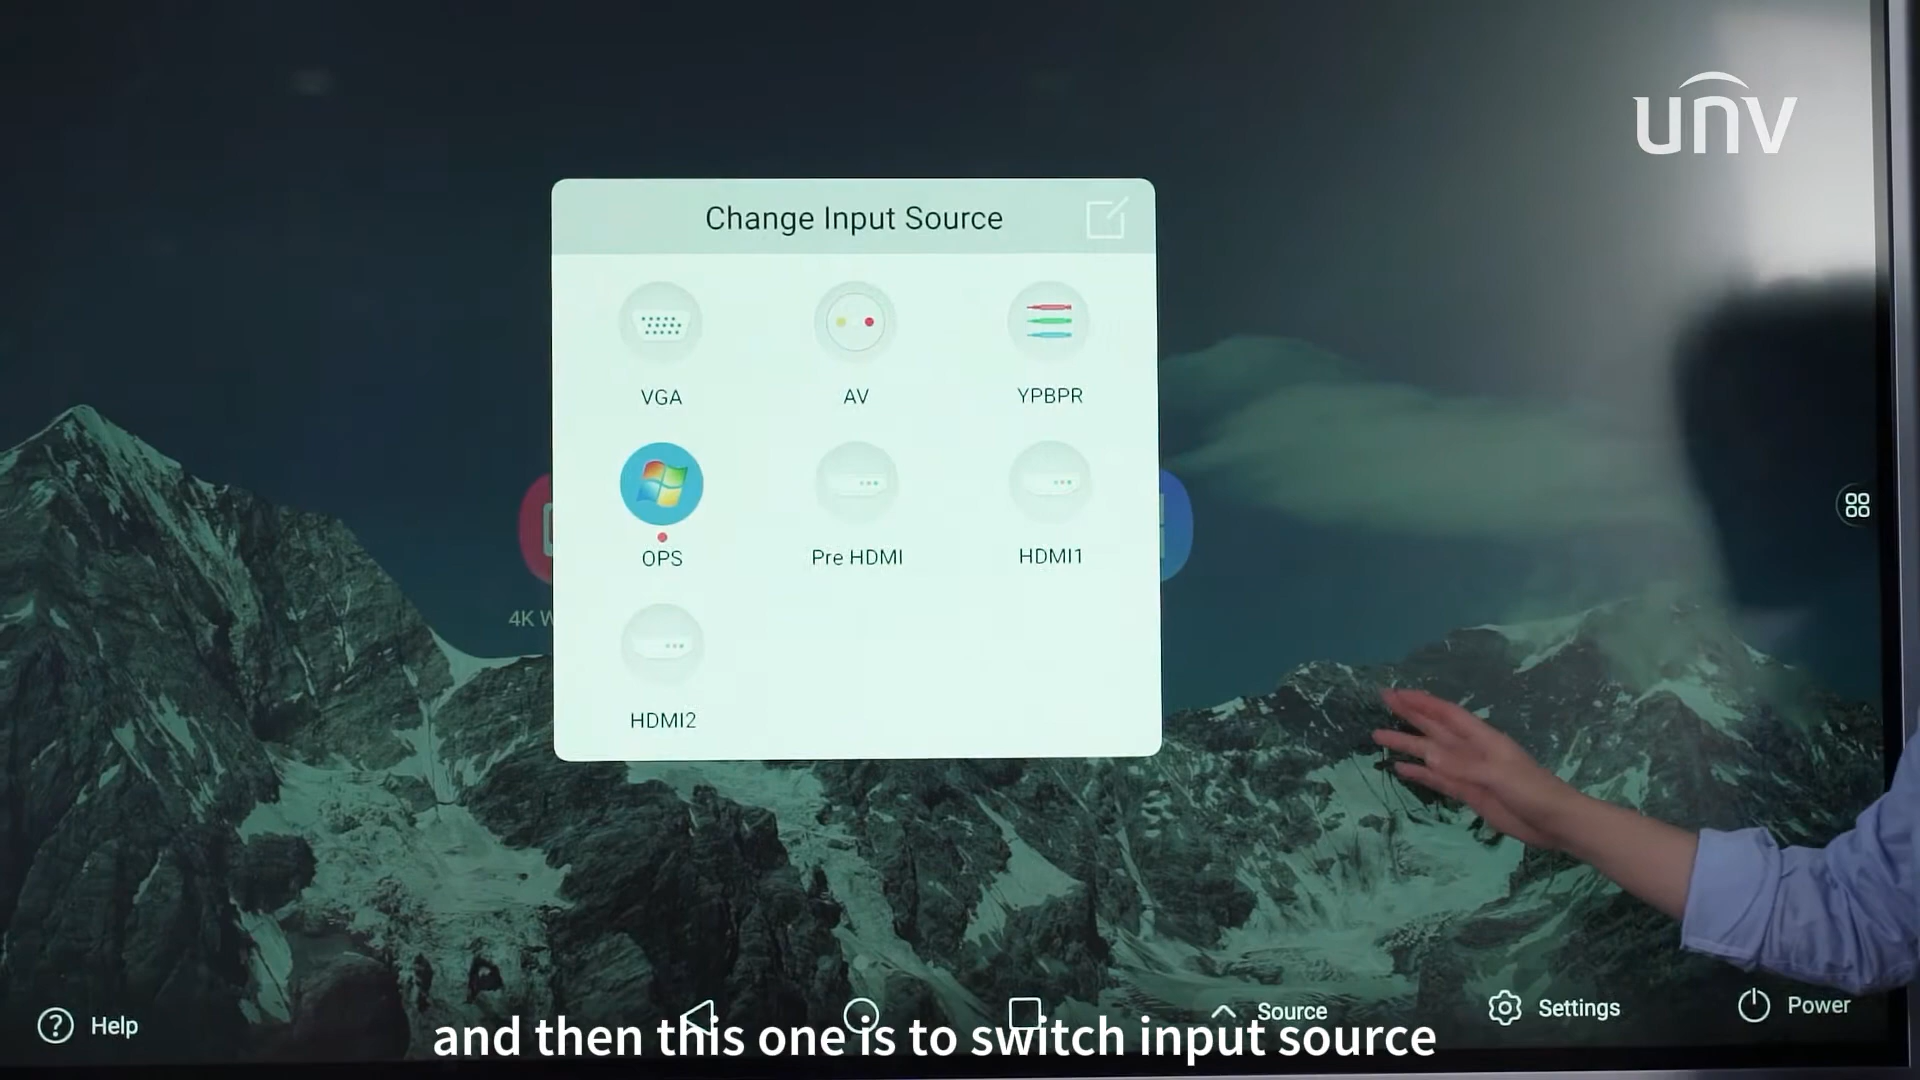 unv
Change Input Source
VGA
AV
YPBPR
OPS
Pre HDMI
HDMI1
4K W
HDMI2
Help
Source
Settings
Power
and then this one is to switch input source